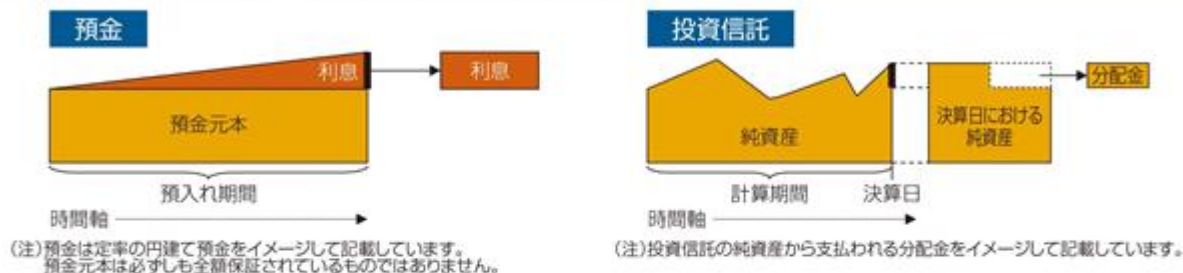 預金
利息
利息
預金元本
預入れ期間
時間軸
(注)預金は定率の円建て預金をイメージして記載しています。
預金元本は必ずしも全額保証されているものではありません。
投資信託
分配金
純資産
決算日における
純資産
計算期間
決算日
時間軸
(注)投資信託の純資産から支払われる分配金をイメージして記載しています。